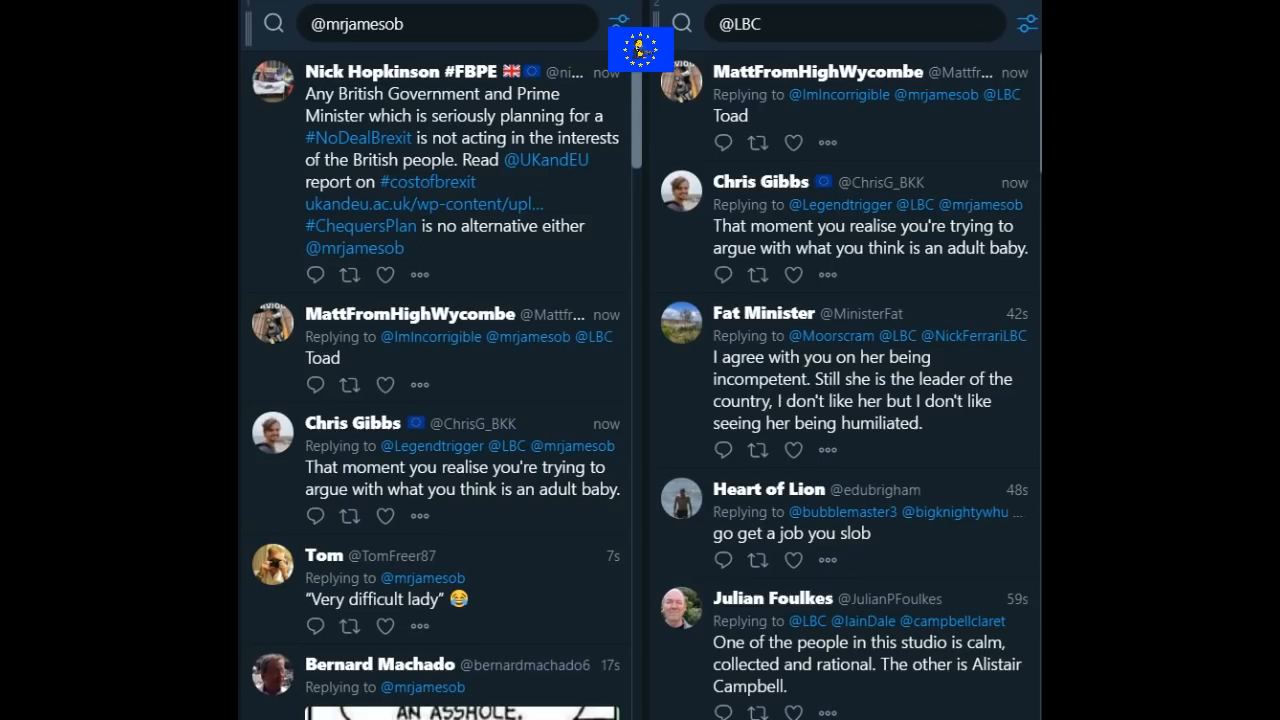 1
@mrjamesob
Nick Hopkinson #FBPE 🇬🇧 🇪🇺 @ni... now
Any British Government and Prime
Minister which is seriously planning for a
#NoDealBrexit is not acting in the interests
of the British people. Read @UKandEU
report on #costofbrexit
ukandeu.ac.uk/wp-content/upl...
#ChequersPlan is no alternative either
@mrjamesob
MattFromHighWycombe @Mattfr... now
Replying to @ImIncorrigible @mrjamesob @LBC
Toad
Chris Gibbs 🇪🇺 @ChrisG_BKK now
Replying to @Legendtrigger @LBC @mrjamesob
That moment you realise you're trying to
argue with what you think is an adult baby.
Tom @TomFreer87 7s
Replying to @mrjamesob
"Very difficult lady" 😂
Bernard Machado @bernardmachado6 17s
Replying to @mrjamesob
AN ASSHOLE.
2
@LBC
MattFromHighWycombe @Mattfr... now
Replying to @ImIncorrigible @mrjamesob @LBC
Toad
Chris Gibbs 🇪🇺 @ChrisG_BKK now
Replying to @Legendtrigger @LBC @mrjamesob
That moment you realise you're trying to
argue with what you think is an adult baby.
Fat Minister @MinisterFat 42s
Replying to @Moorscram @LBC @NickFerrariLBC
I agree with you on her being
incompetent. Still she is the leader of the
country, I don't like her but I don't like
seeing her being humiliated.
Heart of Lion @edubrigham 48s
Replying to @bubblemaster3 @bigknightywhu ...
go get a job you slob
Julian Foulkes @JulianPFoulkes 59s
Replying to @LBC @IainDale @campbellclaret
One of the people in this studio is calm,
collected and rational. The other is Alistair
Campbell.